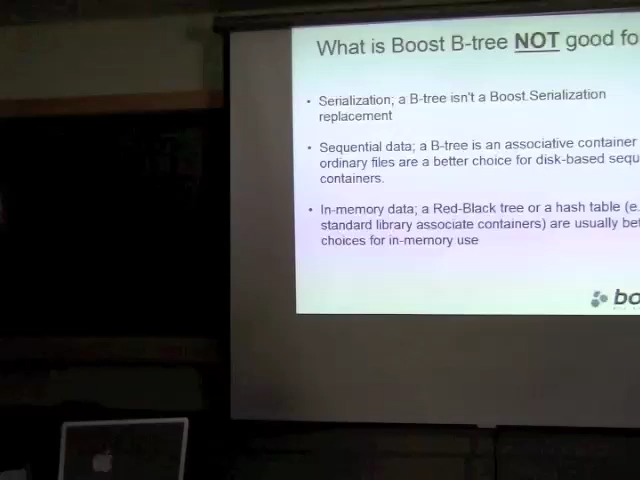 What is Boost B-tree NOT good fo
• Serialization; a B-tree isn't a Boost.Serialization
replacement
• Sequential data; a B-tree is an associative container
ordinary files are a better choice for disk-based sequ
containers.
• In-memory data; a Red-Black tree or a hash table (e.
standard library associate containers) are usually bet
choices for in-memory use
bo